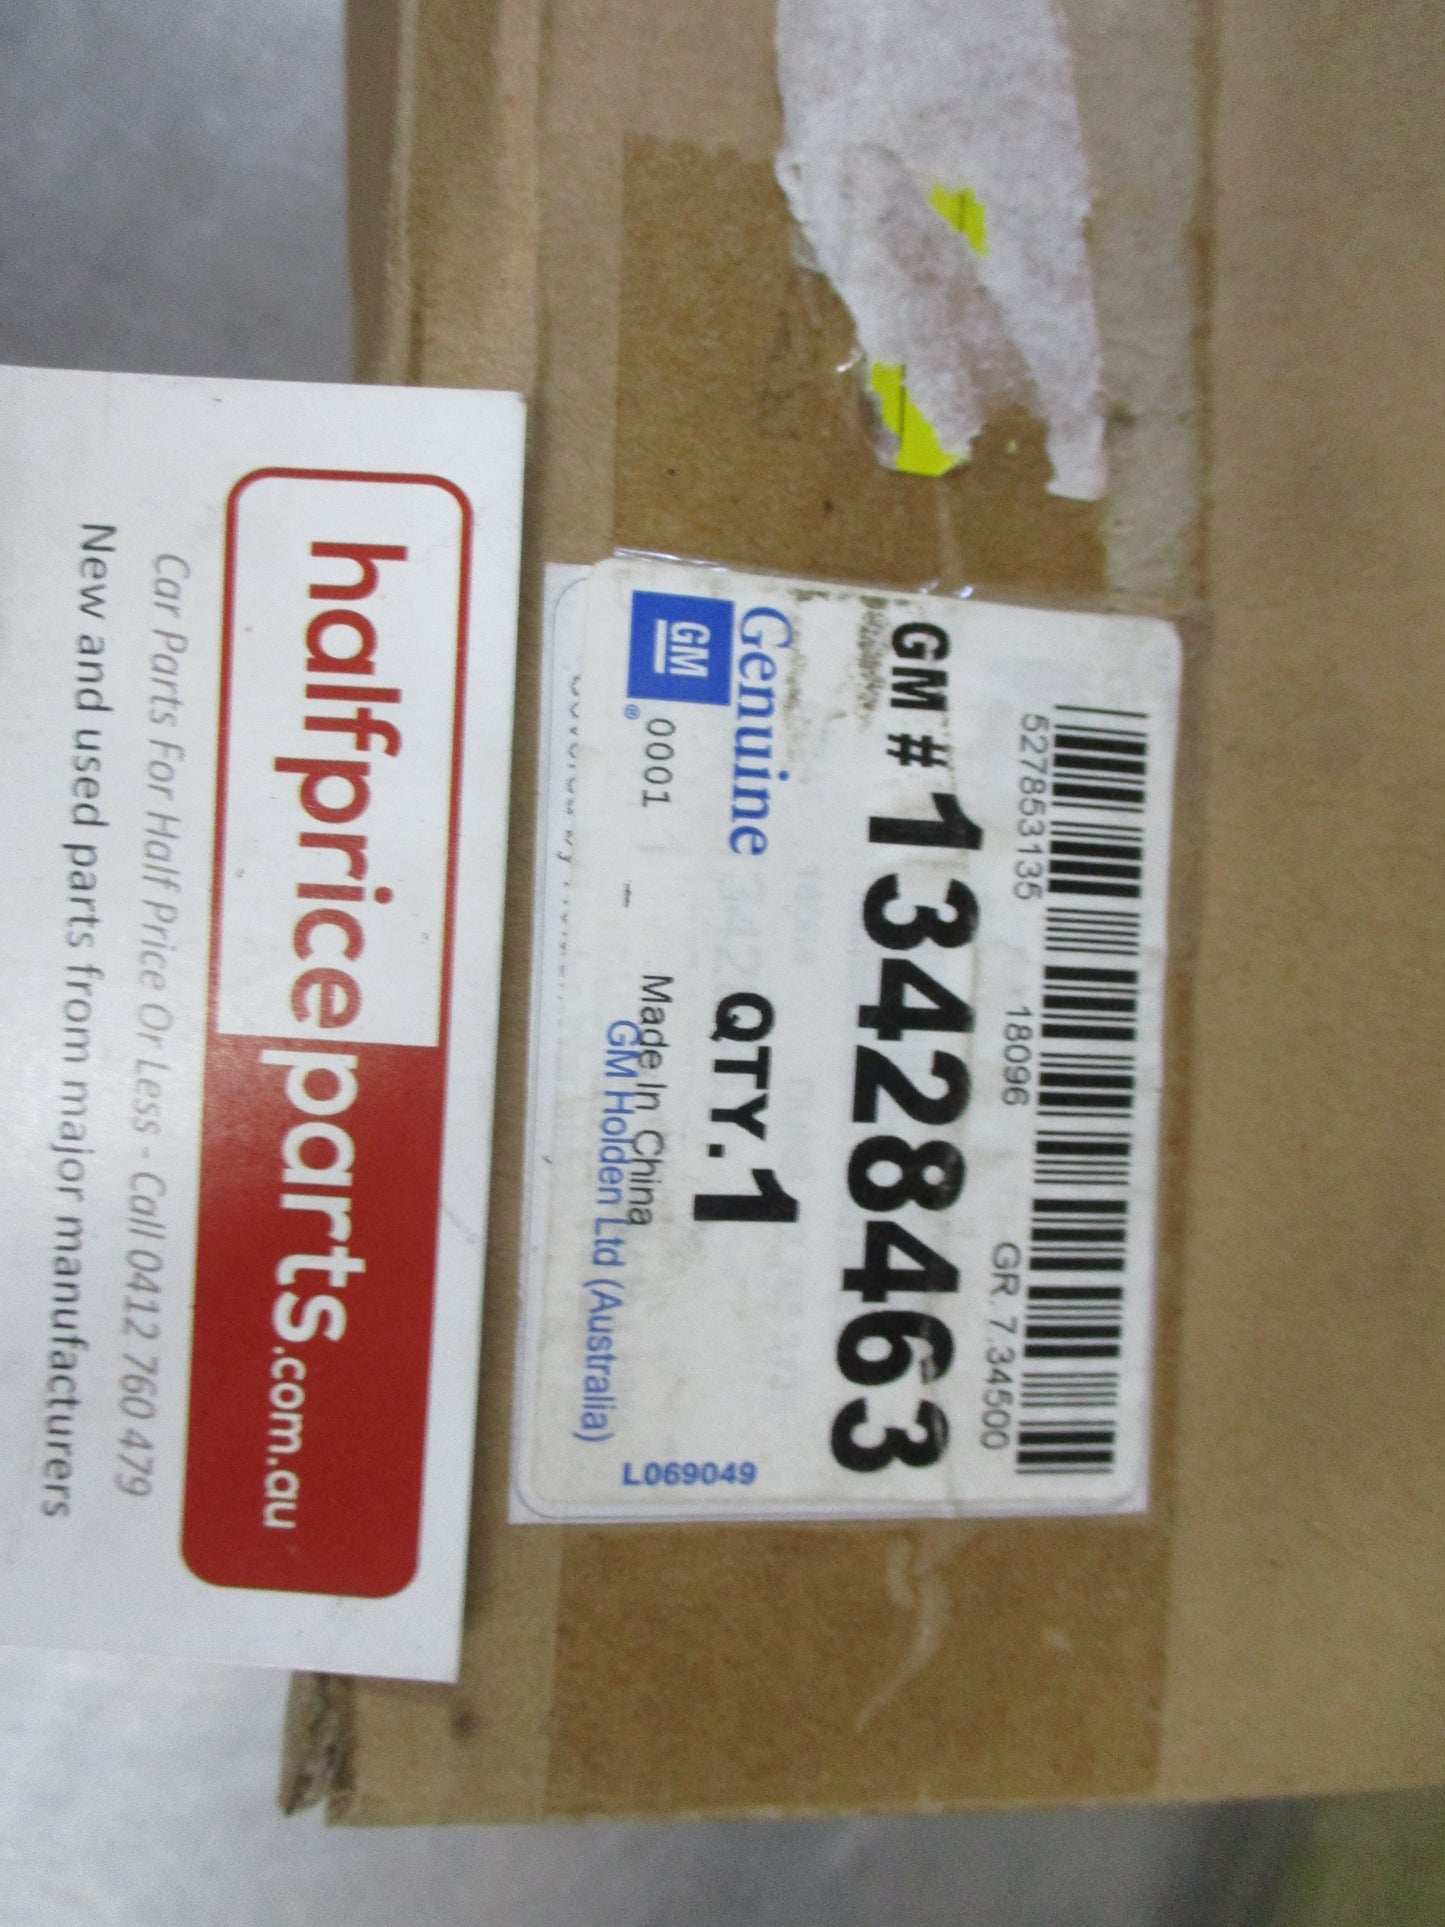 527853135 18096 GR. 7.34500
GM # 13428463
Genuine QTY. 1
GM ® 0001 Made In China
GM Holden Ltd (Australia)
L069049
halfpriceparts.com.au
Car Parts For Half Price Or Less - Call 0412 760 479
New and used parts from major manufacturers